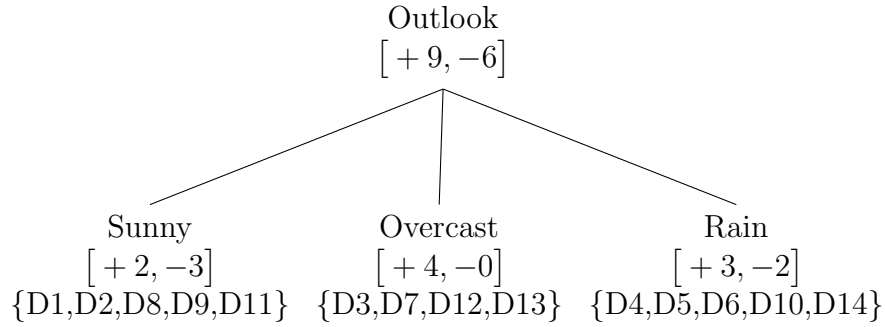 Outlook
[ + 9, −6]
Sunny
[ + 2, −3]
{D1,D2,D8,D9,D11}
Overcast
[ + 4, −0]
{D3,D7,D12,D13}
Rain
[ + 3, −2]
{D4,D5,D6,D10,D14}